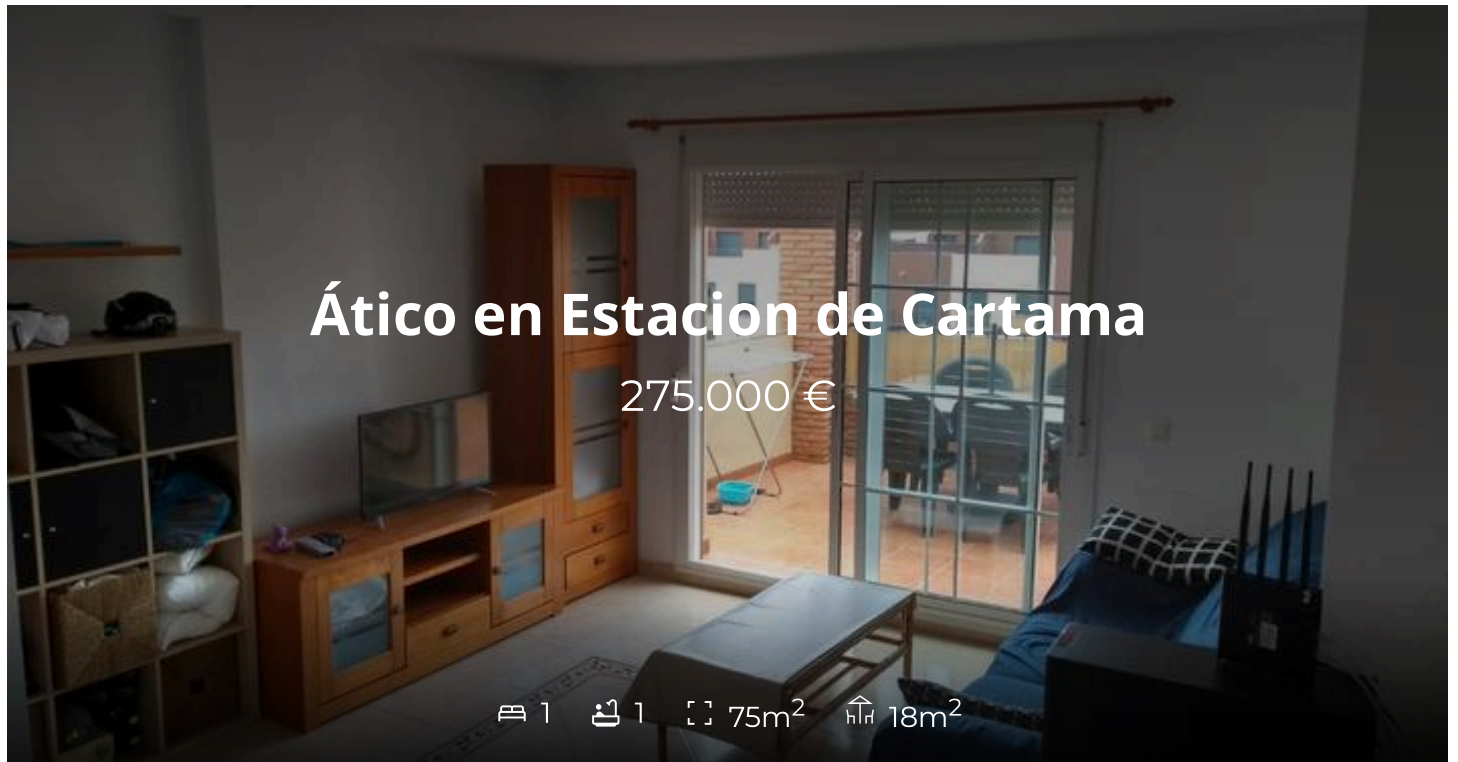 Ático en Estacion de Cartama
275.000 €
1 1 75m² 18m²